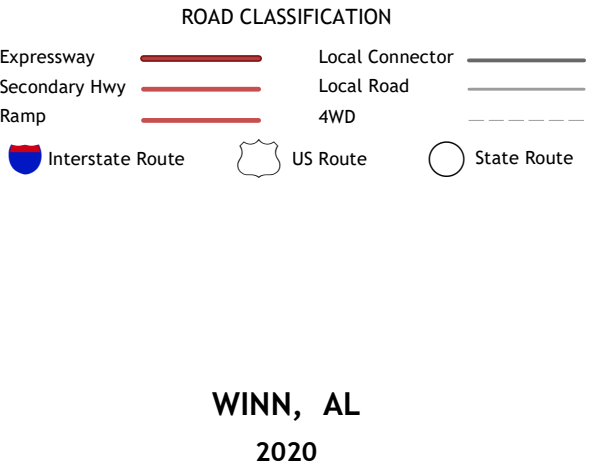 ROAD CLASSIFICATION
Expressway
Local Connector
Secondary Hwy
Local Road
Ramp
4WD
Interstate Route
US Route
State Route
WINN, AL
2020